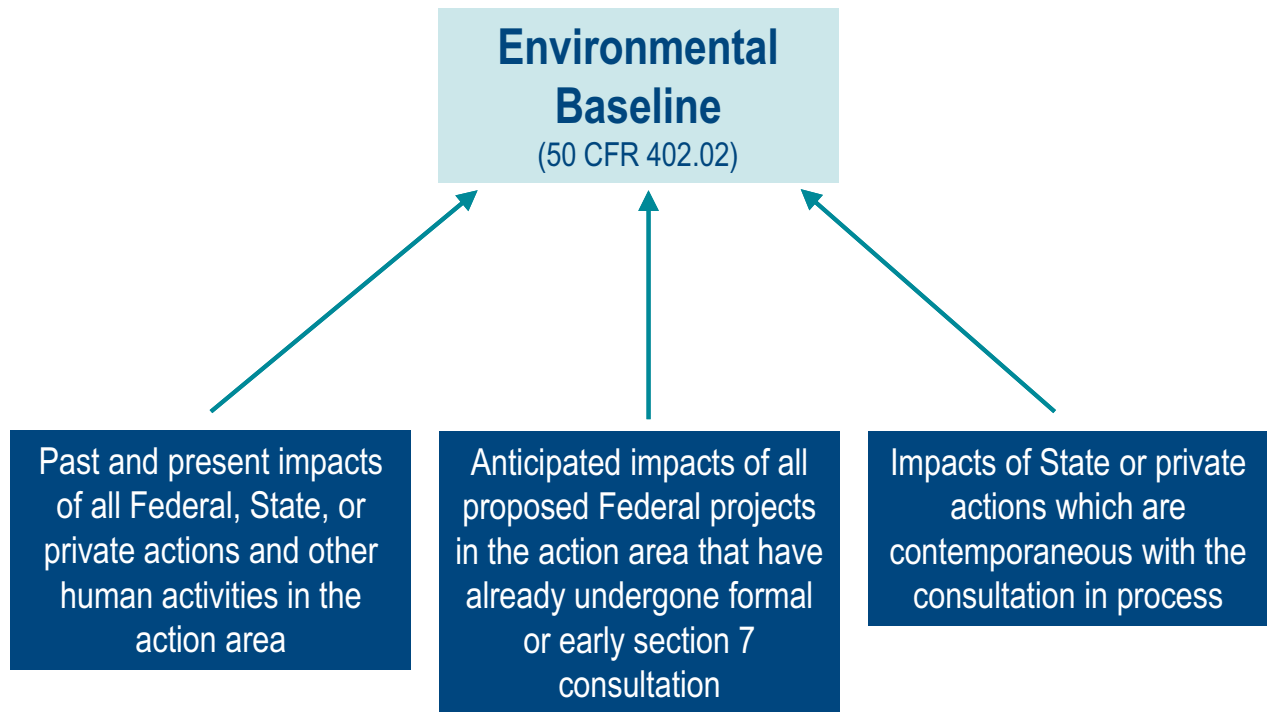 Environmental
Baseline
(50 CFR 402.02)
Past and present impacts
of all Federal, State, or
private actions and other
human activities in the
action area
Anticipated impacts of all
proposed Federal projects
in the action area that have
already undergone formal
or early section 7
consultation
Impacts of State or private
actions which are
contemporaneous with the
consultation in process